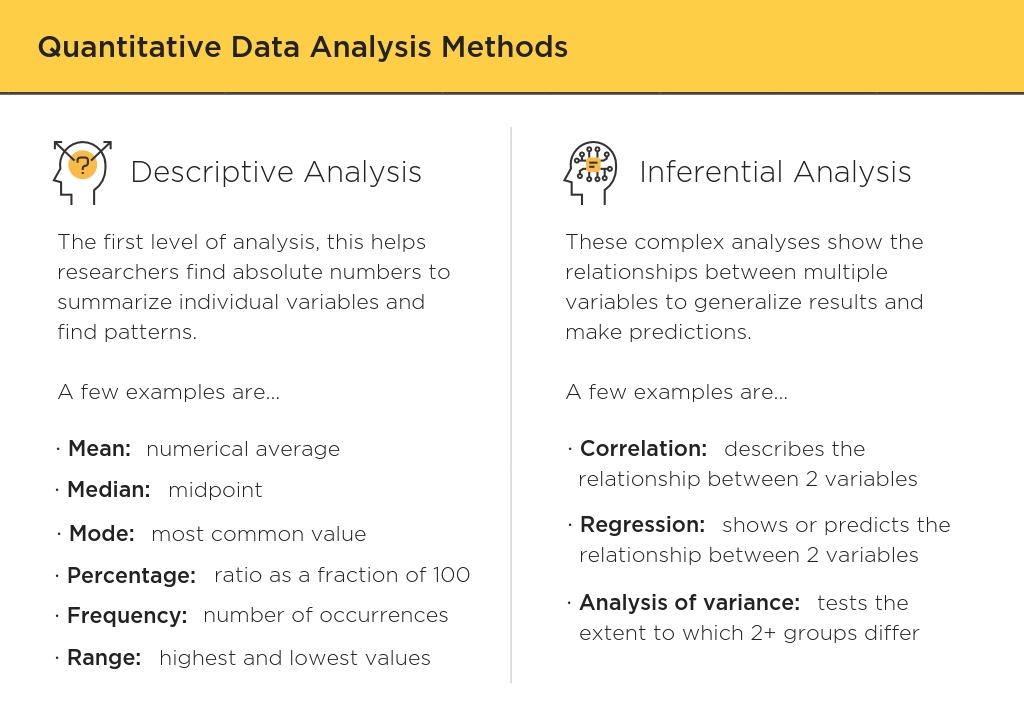 Quantitative Data Analysis Methods
Descriptive Analysis
The first level of analysis, this helps
researchers find absolute numbers to
summarize individual variables and
find patterns.
A few examples are...
· Mean: numerical average
· Median: midpoint
· Mode: most common value
· Percentage: ratio as a fraction of 100
· Frequency: number of occurrences
· Range: highest and lowest values
Inferential Analysis
These complex analyses show the
relationships between multiple
variables to generalize results and
make predictions.
A few examples are...
· Correlation: describes the
relationship between 2 variables
· Regression: shows or predicts the
relationship between 2 variables
· Analysis of variance: tests the
extent to which 2+ groups differ